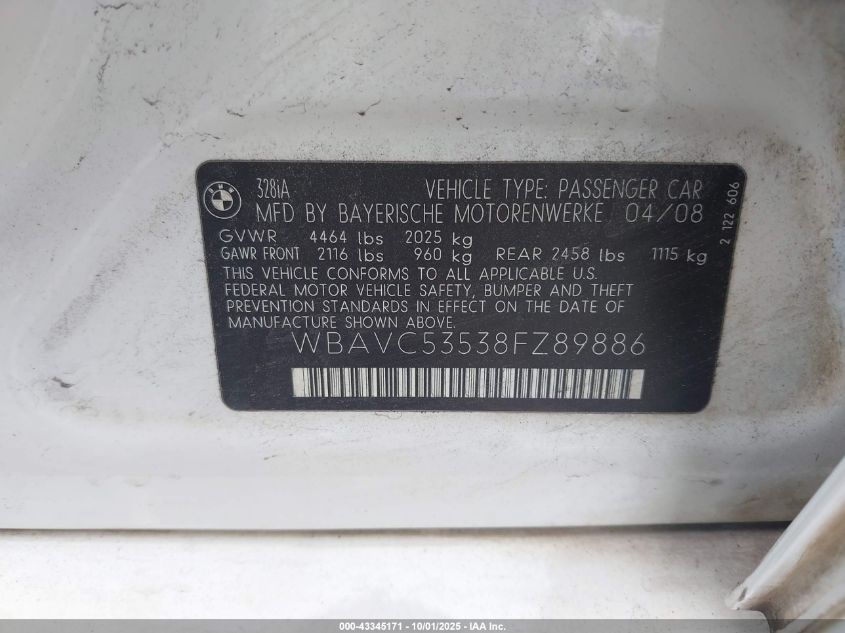 BMW
328iA VEHICLE TYPE: PASSENGER CAR
MFD BY BAYERISCHE MOTORENWERKE 04/08
GVWR 4464 lbs 2025 kg
GAWR FRONT 2116 lbs 960 kg REAR 2458 lbs 1115 kg
THIS VEHICLE CONFORMS TO ALL APPLICABLE U.S.
FEDERAL MOTOR VEHICLE SAFETY, BUMPER AND THEFT
PREVENTION STANDARDS IN EFFECT ON THE DATE OF
MANUFACTURE SHOWN ABOVE.
WBAVC53538FZ89886
2 122 606
000-43345171 - 10/01/2025 - IAA Inc.